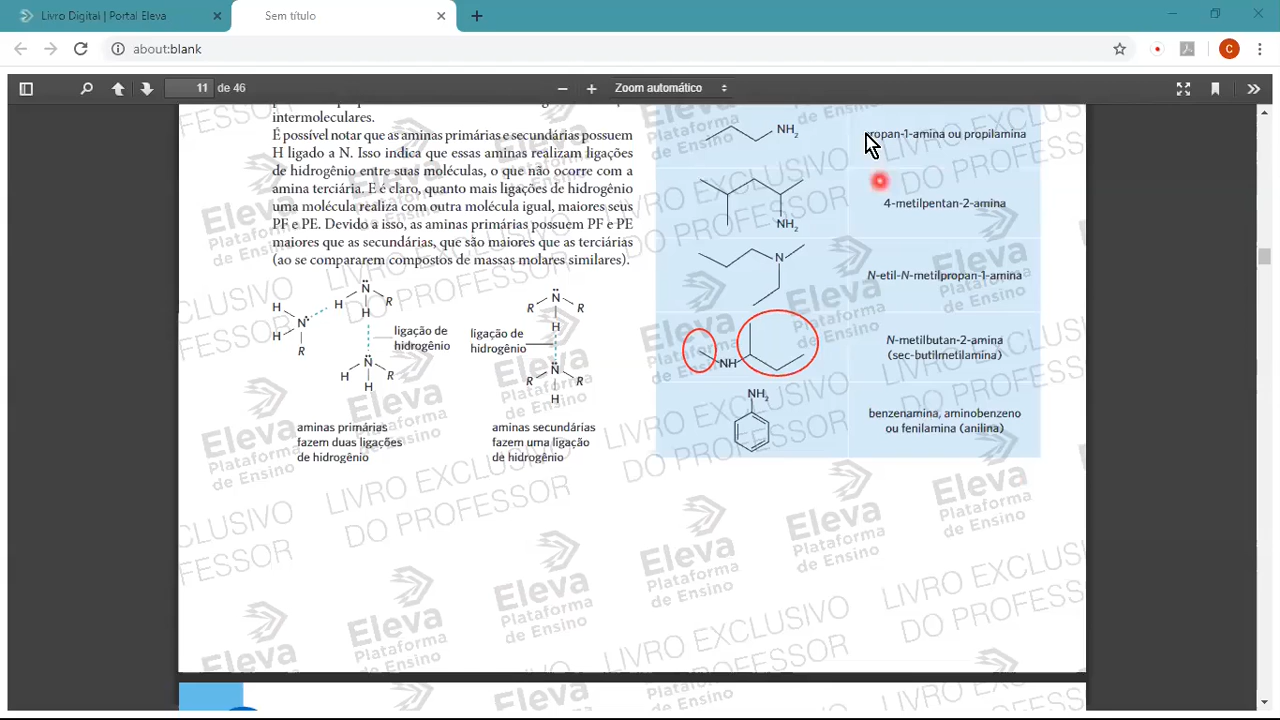 Livro Digital | Portal Eleva
Sem título
about:blank
C
11 de 46
Zoom automático
intermoleculares.
É possível notar que as aminas primárias e secundárias possuem
H ligado a N. Isso indica que essas aminas realizam ligações
de hidrogênio entre suas moléculas, o que não ocorre com a
amina terciária. E é claro, quanto mais ligações de hidrogênio
uma molécula realiza com outra molécula igual, maiores seus
PF e PE. Devido a isso, as aminas primárias possuem PF e PE
maiores que as secundárias, que são maiores que as terciárias
(ao se compararem compostos de massas molares similares).
H
N
H
R
N
H
R
H
N
H
R
H
ligação de
hidrogênio
aminas primárias
fazem duas ligações
de hidrogênio
N
R
R
H
N
R
R
H
ligação de
hidrogênio
aminas secundárias
fazem uma ligação
de hidrogênio
NH2
propan-1-amina ou propilamina
NH2
4-metilpentan-2-amina
N
N-etil-N-metilpropan-1-amina
NH
N-metilbutan-2-amina
(sec-butilmetilamina)
NH2
benzenamina, aminobenzeno
ou fenilamina (anilina)
Eleva
Plataforma
de Ensino
LIVRO EXCLUSIVO
DO PROFESSOR